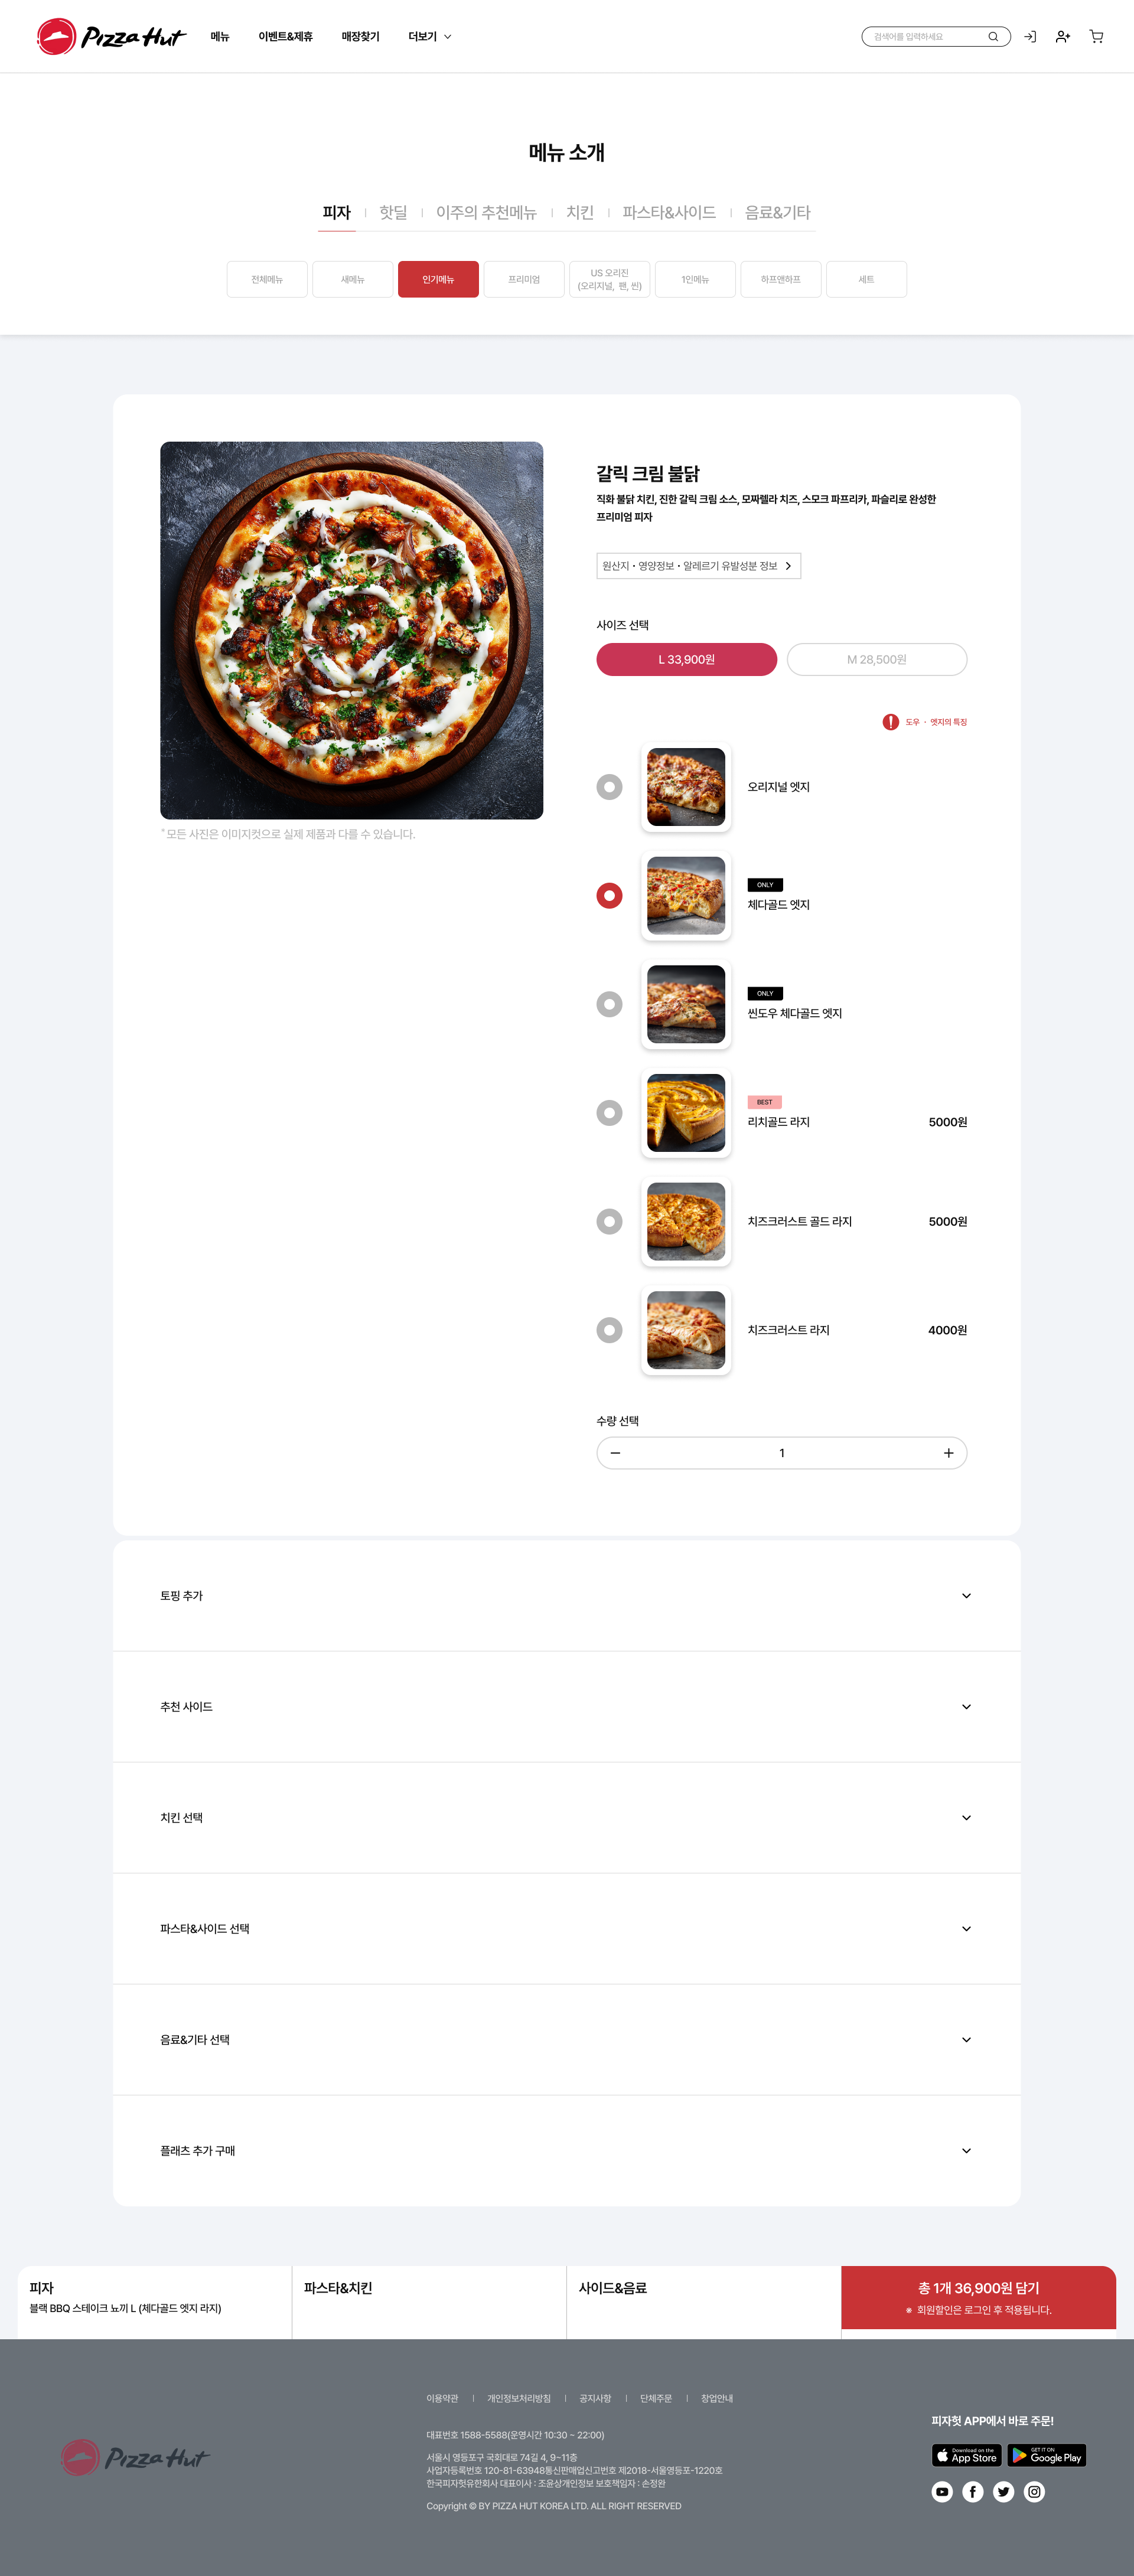 Pizza Hut
메뉴
이벤트&제휴
매장찾기
더보기
검색어를 입력하세요
메뉴 소개
피자
핫딜
이주의 추천메뉴
치킨
파스타&사이드
음료&기타
전체메뉴
새메뉴
인기메뉴
프리미엄
US 오리진
(오리지널, 팬, 씬)
1인메뉴
하프앤하프
세트
갈릭 크림 불닭
직화 불닭 치킨, 진한 갈릭 크림 소스, 모짜렐라 치즈, 스모크 파프리카, 파슬리로 완성한
프리미엄 피자
원산지 • 영양정보 • 알레르기 유발성분 정보
사이즈 선택
L 33,900원
M 28,500원
도우 · 엣지의 특징
오리지널 엣지
ONLY
체다골드 엣지
ONLY
씬도우 체다골드 엣지
BEST
리치골드 라지
5000원
치즈크러스트 골드 라지
5000원
치즈크러스트 라지
4000원
*모든 사진은 이미지컷으로 실제 제품과 다를 수 있습니다.
수량 선택
1
토핑 추가
추천 사이드
치킨 선택
파스타&사이드 선택
음료&기타 선택
플래츠 추가 구매
피자
블랙 BBQ 스테이크 뇨끼 L (체다골드 엣지 라지)
파스타&치킨
사이드&음료
총 1개 36,900원 담기
※ 회원할인은 로그인 후 적용됩니다.
이용약관
개인정보처리방침
공지사항
단체주문
창업안내
대표번호 1588-5588(운영시간 10:30 ~ 22:00)
서울시 영등포구 국회대로 74길 4, 9~11층
사업자등록번호 120-81-63948통신판매업신고번호 제2018-서울영등포-1220호
한국피자헛유한회사 대표이사 : 조윤상개인정보 보호책임자 : 손정완
Copyright © BY PIZZA HUT KOREA LTD. ALL RIGHT RESERVED
Pizza Hut
피자헛 APP에서 바로 주문!
Download on the
App Store
GET IT ON
Google Play